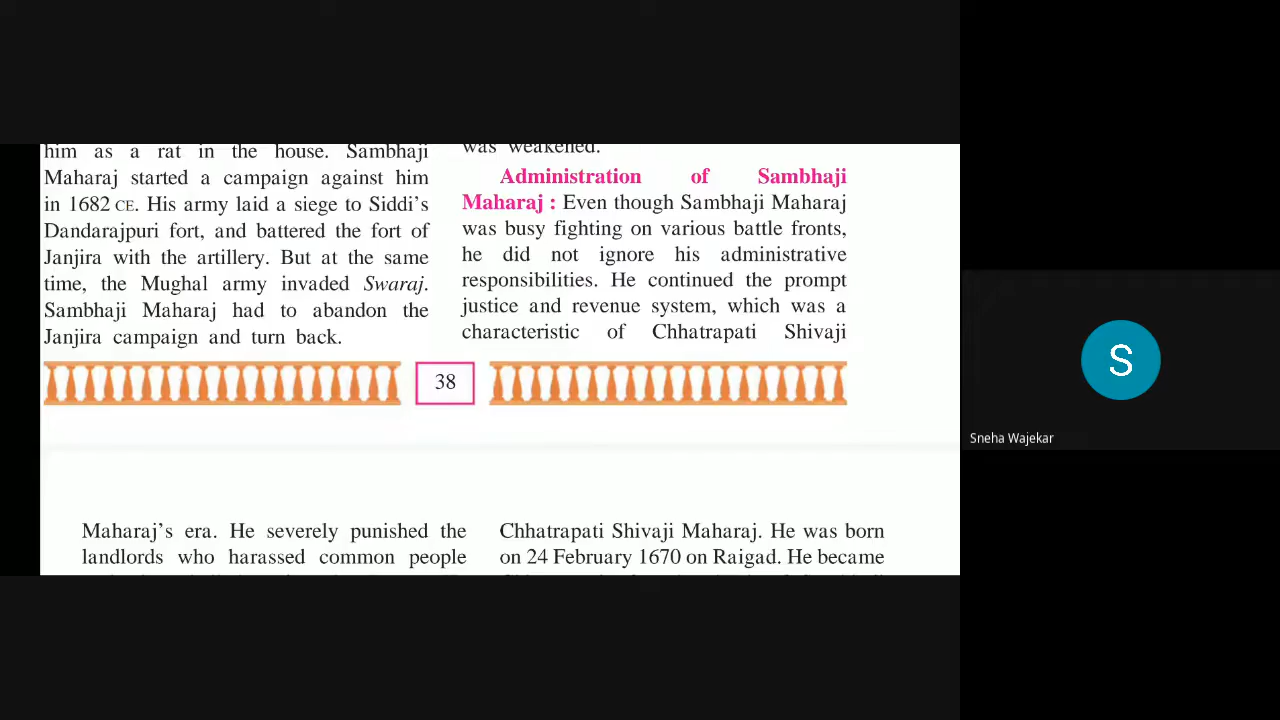 him as a rat in the house. Sambhaji
Maharaj started a campaign against him
in 1682 CE. His army laid a siege to Siddi's
Dandarajpuri fort, and battered the fort of
Janjira with the artillery. But at the same
time, the Mughal army invaded Swaraj.
Sambhaji Maharaj had to abandon the
Janjira campaign and turn back.
was weakened.
Administration of Sambhaji
Maharaj : Even though Sambhaji Maharaj
was busy fighting on various battle fronts,
he did not ignore his administrative
responsibilities. He continued the prompt
justice and revenue system, which was a
characteristic of Chhatrapati Shivaji
38
Maharaj's era. He severely punished the
landlords who harassed common people
Chhatrapati Shivaji Maharaj. He was born
on 24 February 1670 on Raigad. He became
S
Sneha Wajekar